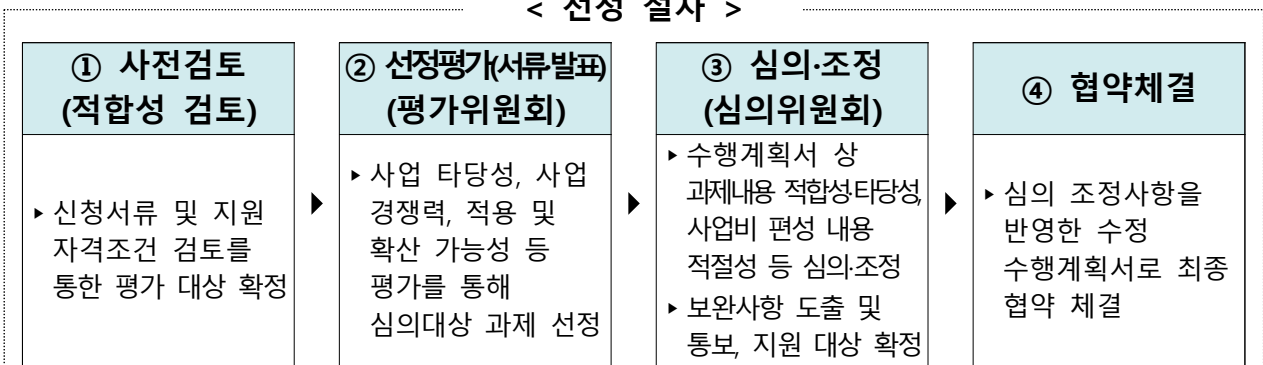 < 선정 절차 >
① 사전검토
(적합성 검토)
▸신청서류 및 지원
자격조건 검토를
통한 평가 대상 확정
② 선정평가(서류·발표)
(평가위원회)
▸사업 타당성, 사업
경쟁력, 적용 및
확산 가능성 등
평가를 통해
심의대상 과제 선정
③ 심의·조정
(심의위원회)
▸수행계획서 상
과제내용 적합성·타당성,
사업비 편성 내용
적절성 등 심의·조정
▸보완사항 도출 및
통보, 지원 대상 확정
④ 협약체결
▸심의 조정사항을
반영한 수정
수행계획서로 최종
협약 체결